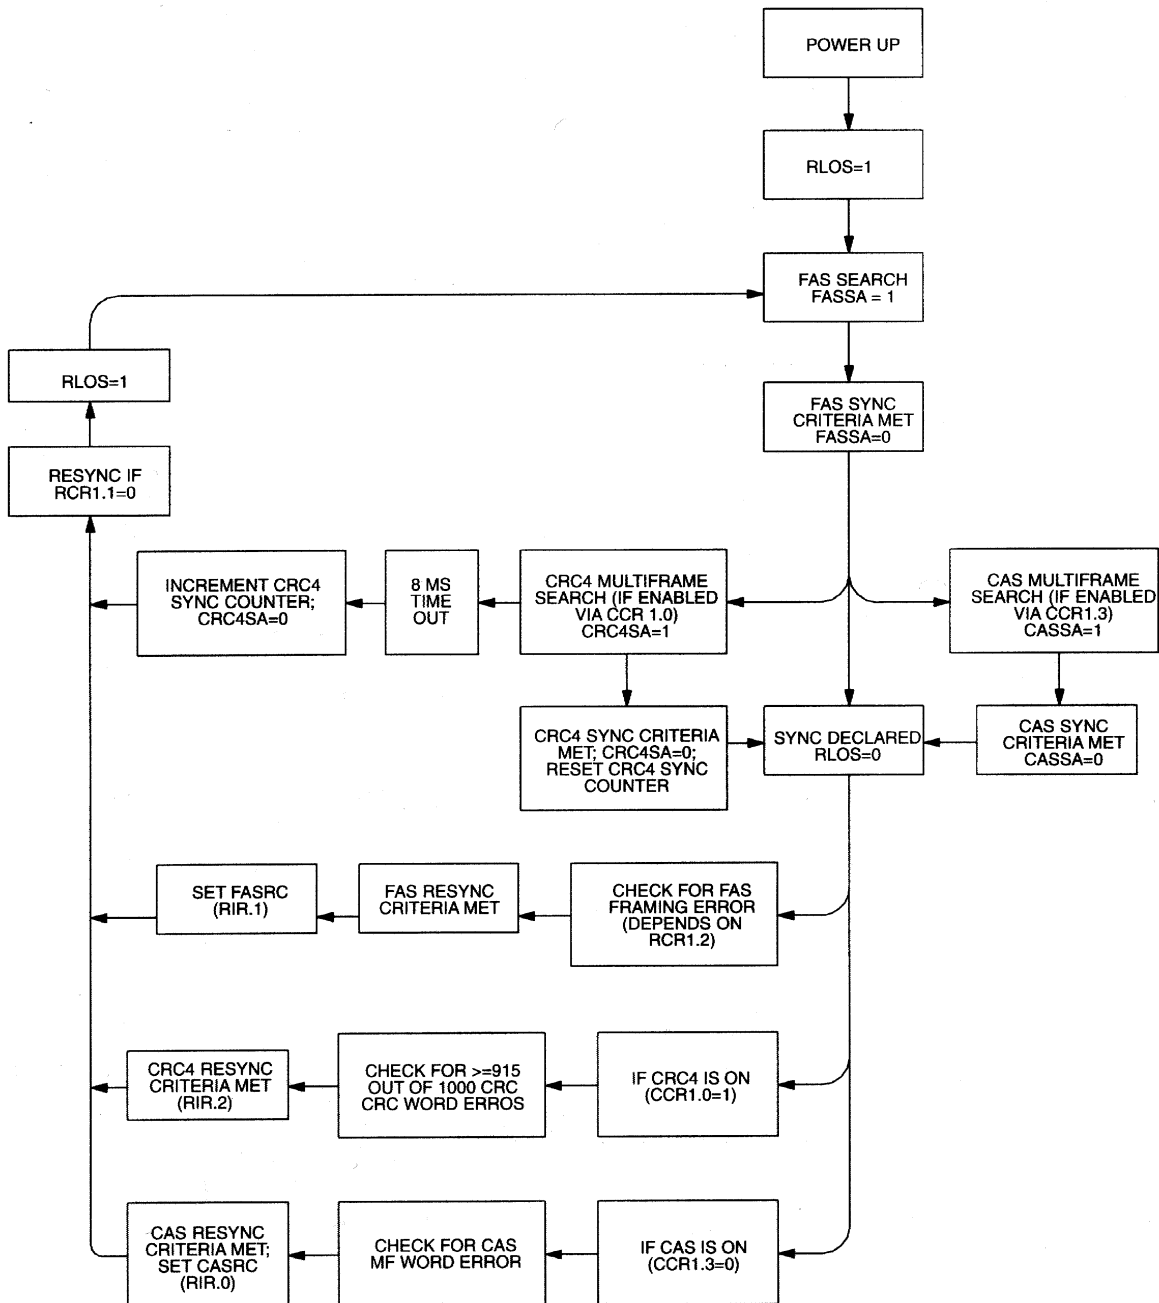 POWER UP
RLOS=1
FAS SEARCH
FASSA = 1
RLOS=1
FAS SYNC
CRITERIA MET
FASSA=0
RESYNC IF
RCR1.1=0
INCREMENT CRC4
SYNC COUNTER;
CRC4SA=0
8 MS
TIME
OUT
CRC4 MULTIFRAME
SEARCH (IF ENABLED
VIA CCR 1.0)
CRC4SA=1
CAS MULTIFRAME
SEARCH (IF ENABLED
VIA CCR1.3)
CASSA=1
CRC4 SYNC CRITERIA
MET; CRC4SA=0;
RESET CRC4 SYNC
COUNTER
SYNC DECLARED
RLOS=0
CAS SYNC
CRITERIA MET
CASSA=0
SET FASRC
(RIR.1)
FAS RESYNC
CRITERIA MET
CHECK FOR FAS
FRAMING ERROR
(DEPENDS ON
RCR1.2)
CRC4 RESYNC
CRITERIA MET
(RIR.2)
CHECK FOR >=915
OUT OF 1000 CRC
CRC WORD ERROS
IF CRC4 IS ON
(CCR1.0=1)
CAS RESYNC
CRITERIA MET;
SET CASRC
(RIR.0)
CHECK FOR CAS
MF WORD ERROR
IF CAS IS ON
(CCR1.3=0)